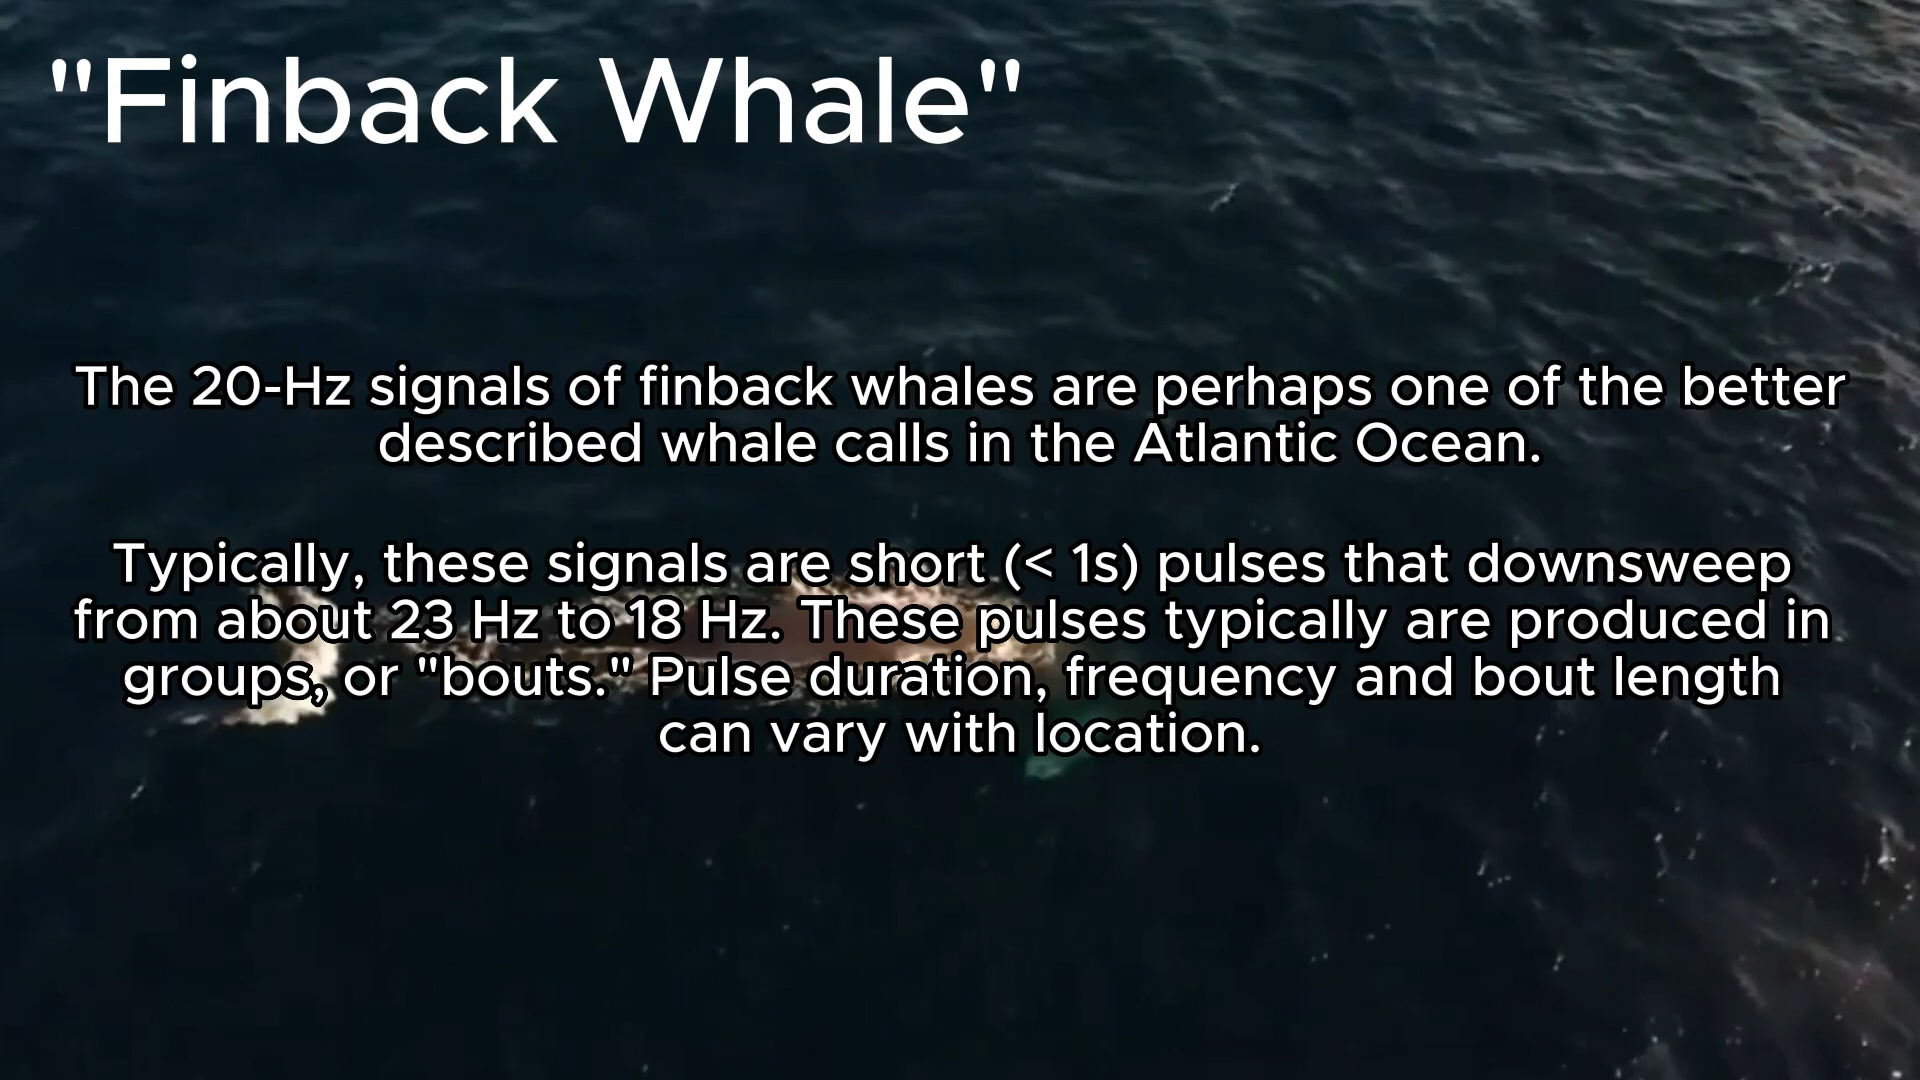 "Finback Whale"
The 20-Hz signals of finback whales are perhaps one of the better
described whale calls in the Atlantic Ocean.
Typically, these signals are short (< 1s) pulses that downsweep
from about 23 Hz to 18 Hz. These pulses typically are produced in
groups, or "bouts." Pulse duration, frequency and bout length
can vary with location.